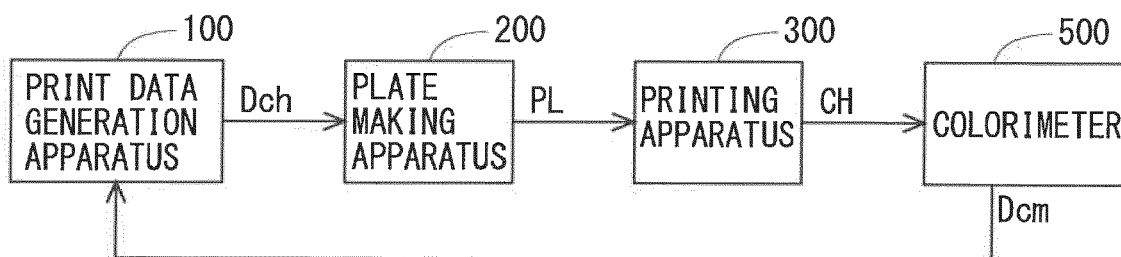 100
200
300
500
PRINT DATA
GENERATION
APPARATUS
Dch
PLATE
MAKING
APPARATUS
PL
PRINTING
APPARATUS
CH
COLORIMETER
Dcm